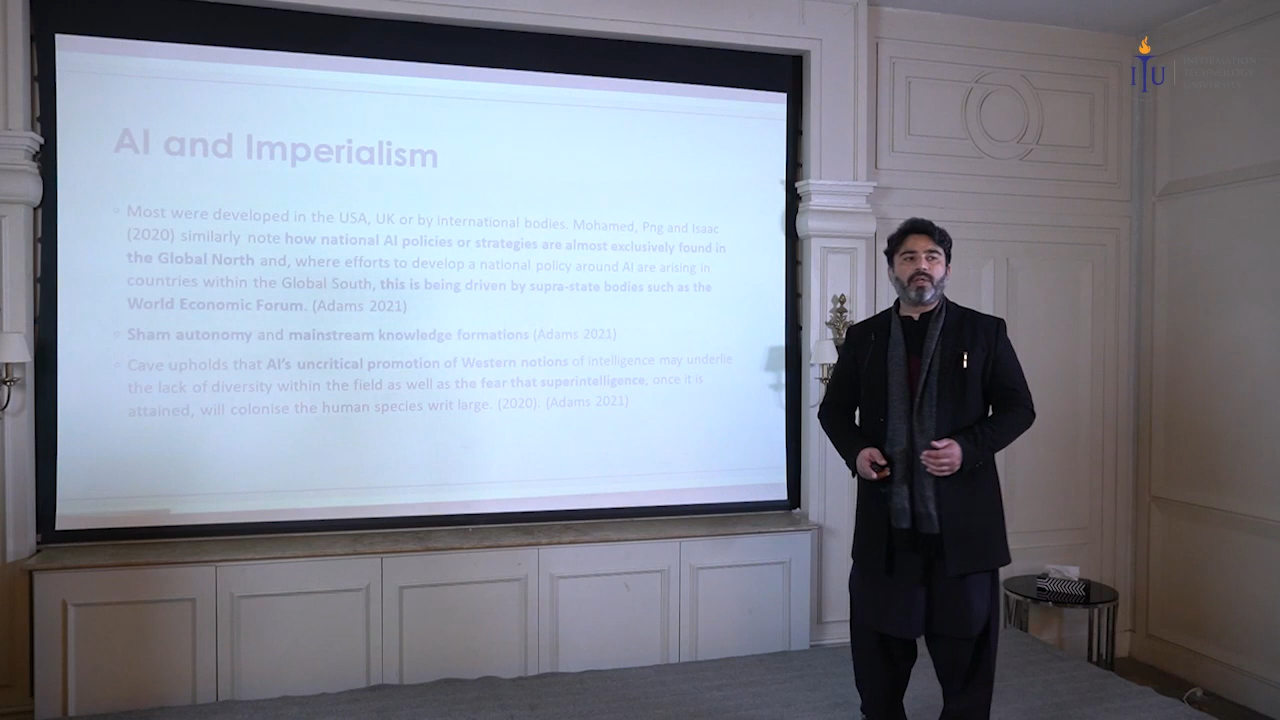 AI and Imperialism
Most were developed in the USA, UK or by international bodies. Mohamed, Png and Isaac
(2020) similarly note how national AI policies or strategies are almost exclusively found in
the Global North and, where efforts to develop a national policy around AI are arising in
countries within the Global South, this is being driven by supra-state bodies such as the
World Economic Forum. (Adams 2021)
Sham autonomy and mainstream knowledge formations (Adams 2021)
Cave upholds that AI's uncritical promotion of Western notions of intelligence may underlie
the lack of diversity within the field as well as the fear that superintelligence, once it is
attained, will colonise the human species writ large. (2020). (Adams 2021)
ITU
INFORMATION
TECHNOLOGY
UNIVERSITY